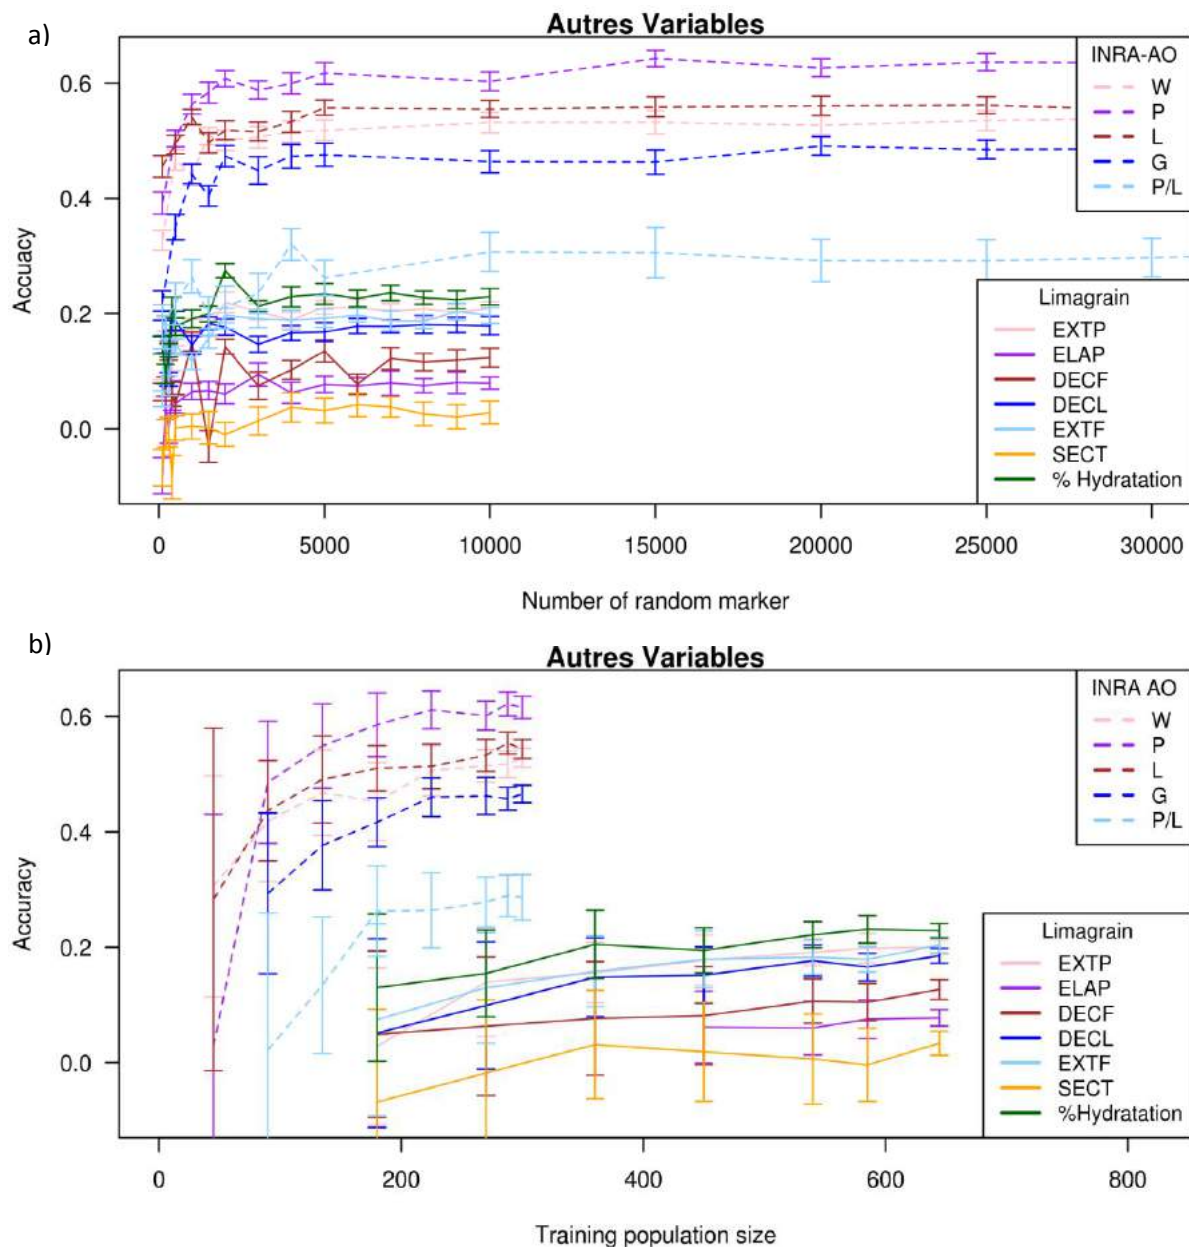 a)
Autres Variables
Accuacy
0.6
0.4
0.2
0.0
INRA-AO
W
P
L
G
P/L
Limagrain
EXTP
ELAP
DECF
DECL
EXTF
SECT
% Hydratation
0 5000 10000 15000 20000 25000 30000
Number of random marker
b)
Autres Variables
Accuracy
0.6
0.4
0.2
0.0
INRA AO
W
P
L
G
P/L
Limagrain
EXTP
ELAP
DECF
DECL
EXTF
SECT
%Hydratation
0 200 400 600 800
Training population size